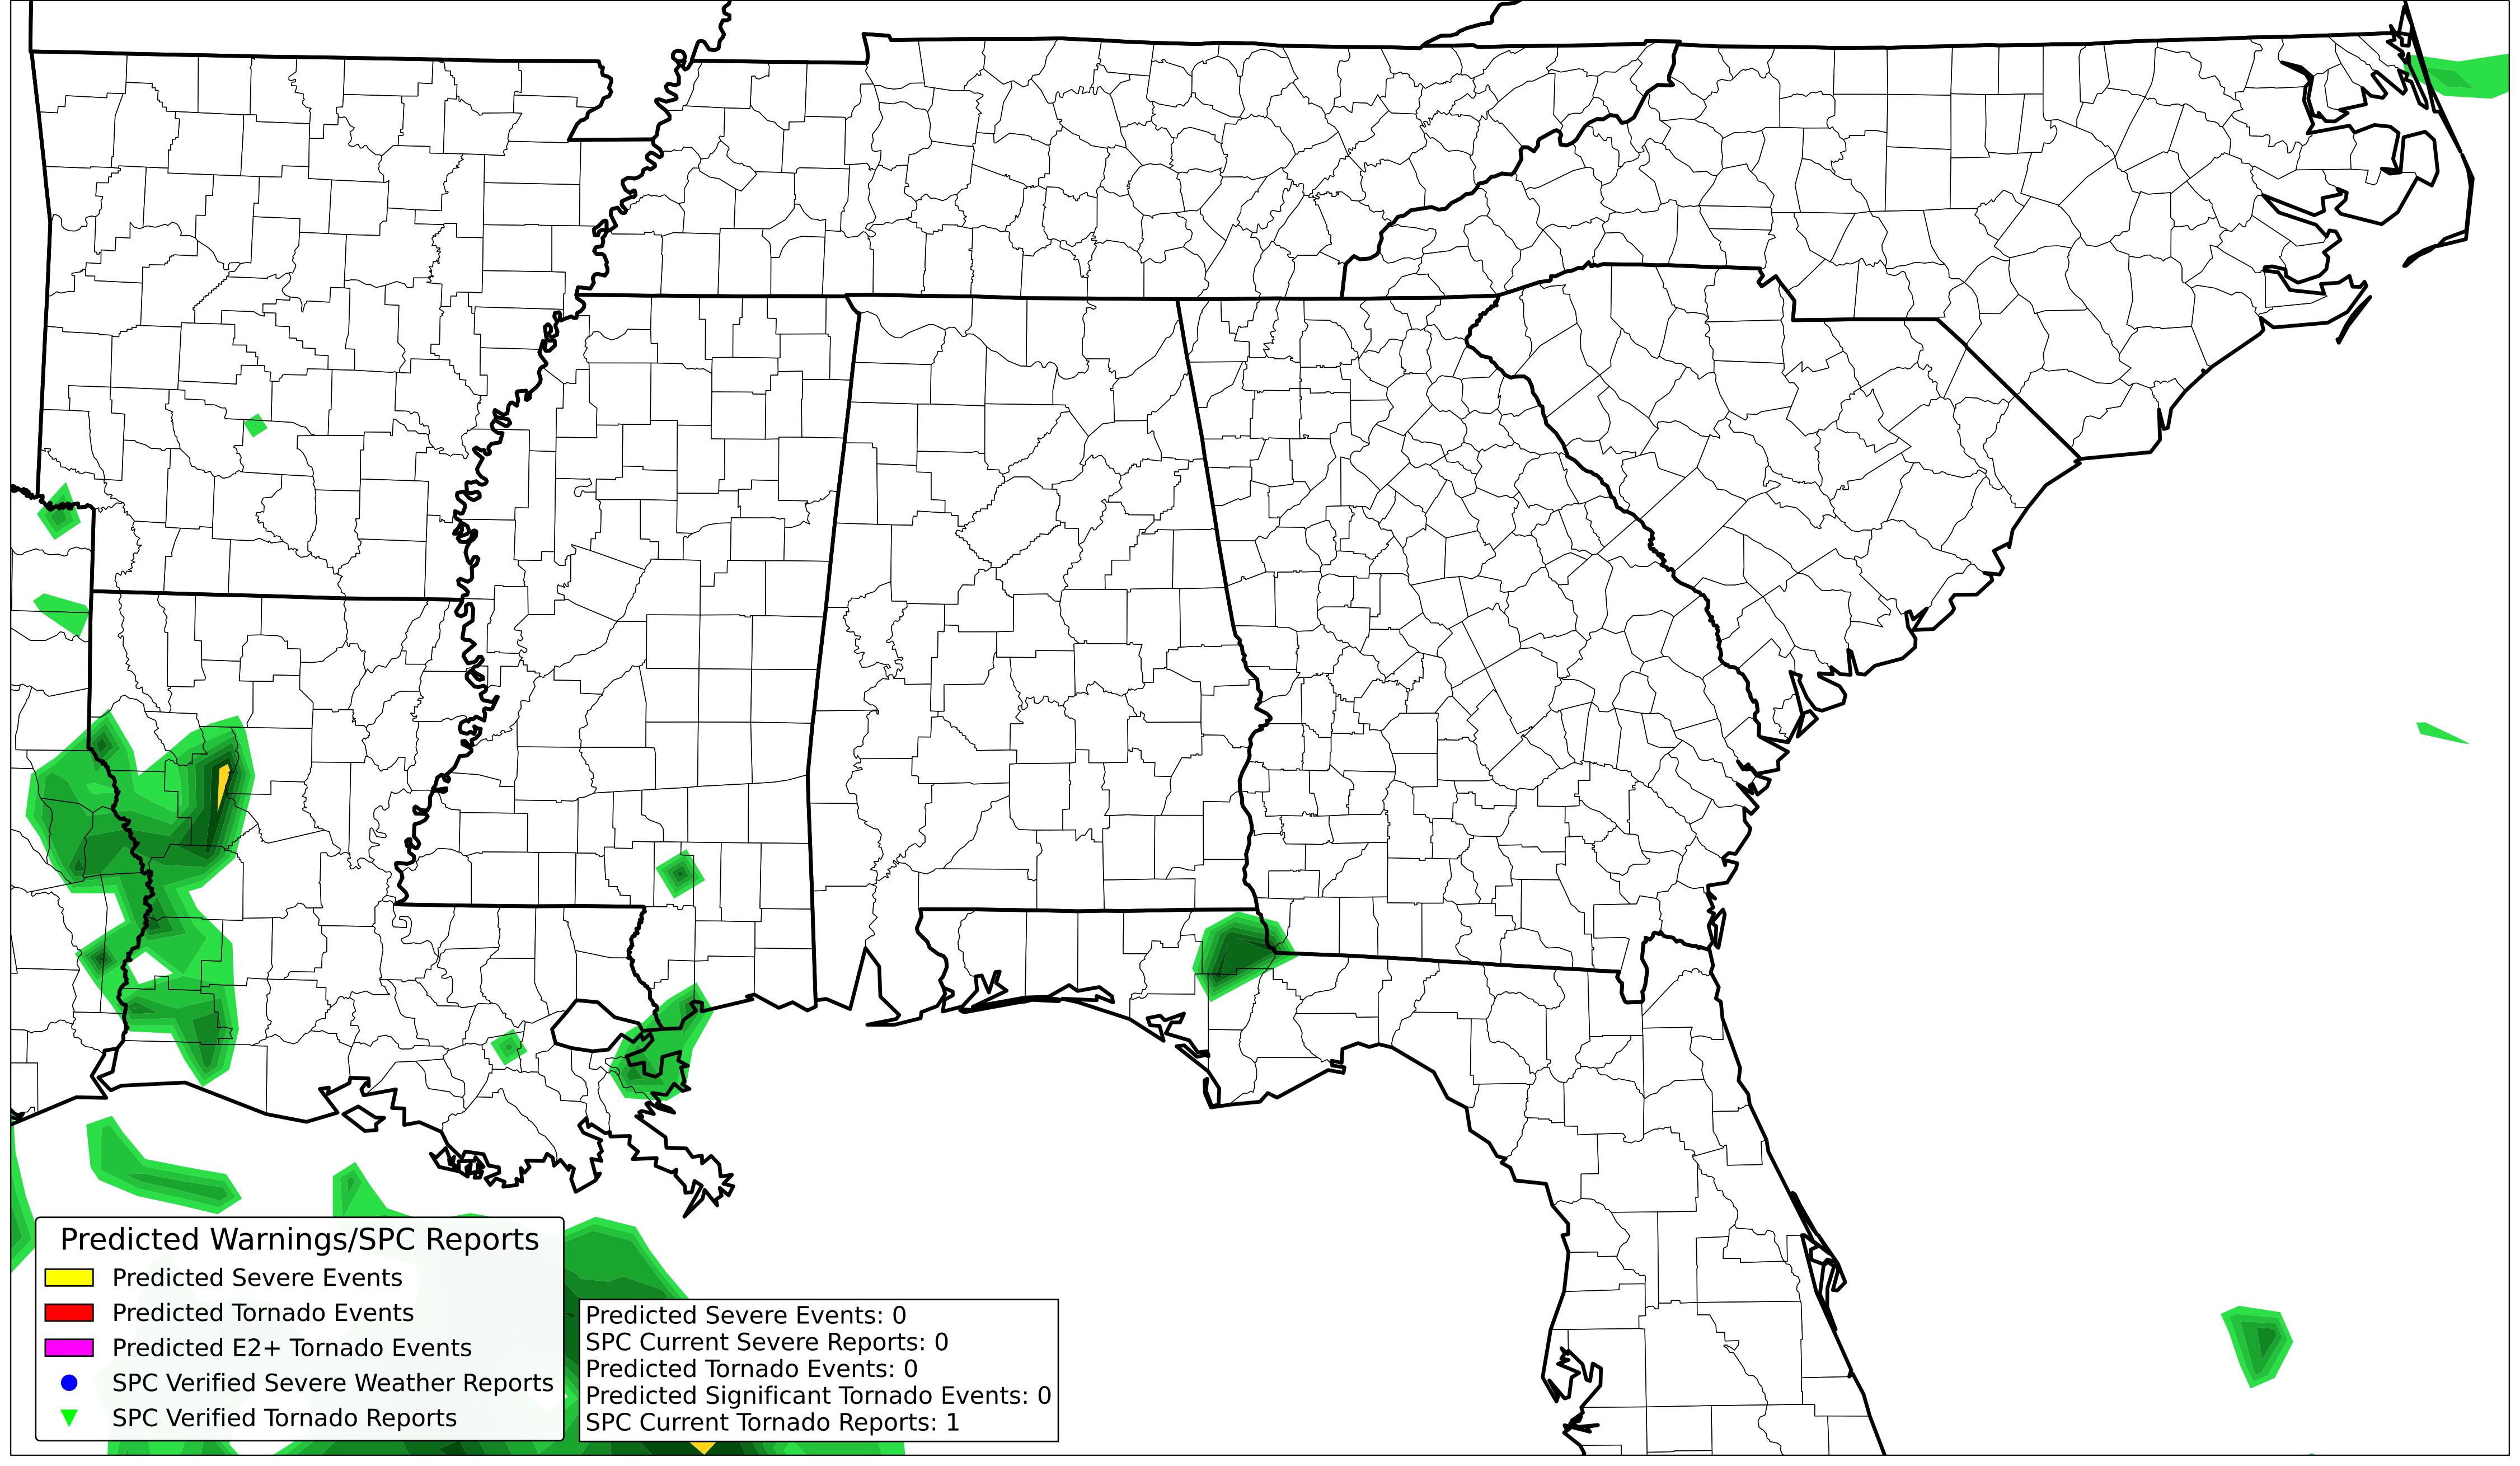 Predicted Warnings/SPC Reports
Predicted Severe Events
Predicted Tornado Events
Predicted E2+ Tornado Events
SPC Verified Severe Weather Reports
SPC Verified Tornado Reports
Predicted Severe Events: 0
SPC Current Severe Reports: 0
Predicted Tornado Events: 0
Predicted Significant Tornado Events: 0
SPC Current Tornado Reports: 1